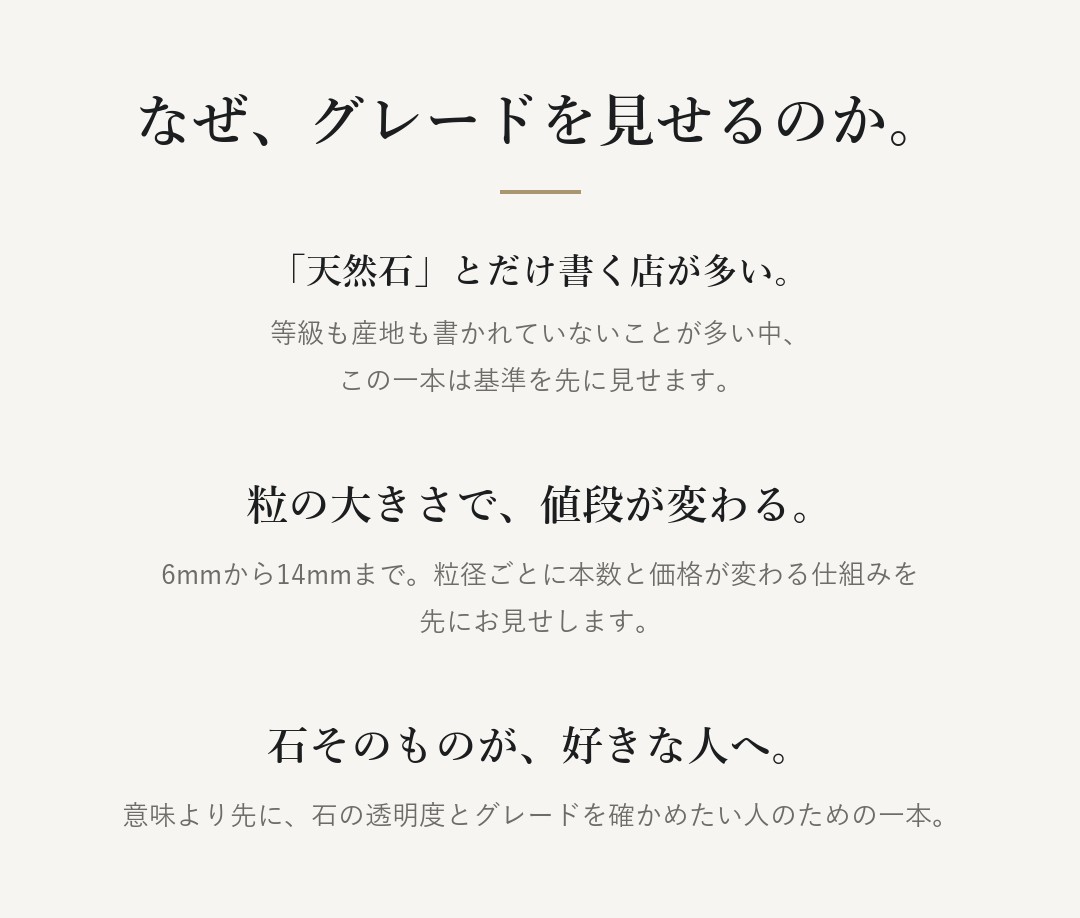 なぜ、グレードを見せるのか。
「天然石」とだけ書く店が多い。
等級も産地も書かれていないことが多い中、
この一本は基準を先に見せます。
粒の大きさで、値段が変わる。
6mmから14mmまで。粒径ごとに本数と価格が変わる仕組みを
先にお見せします。
石そのものが、好きな人へ。
意味より先に、石の透明度とグレードを確かめたい人のための一本。